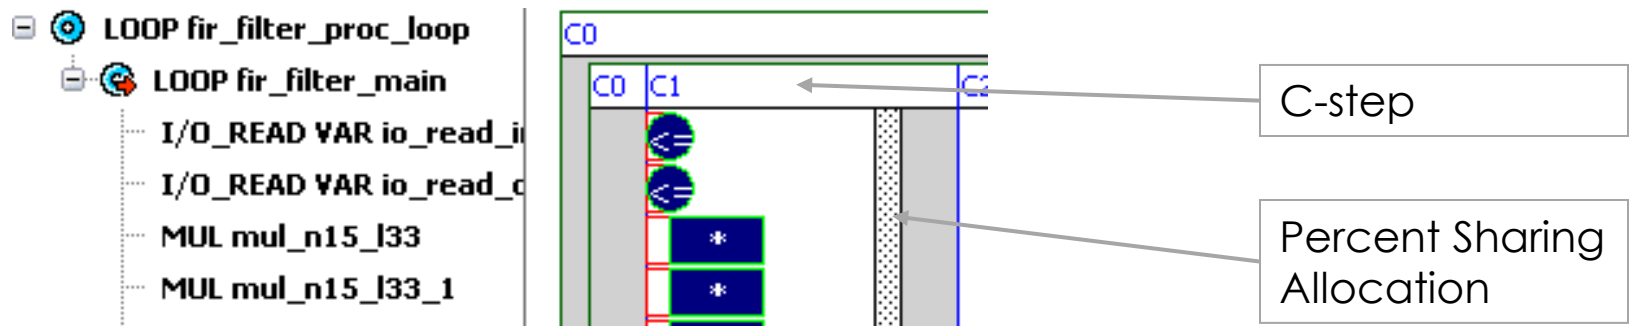 LOOP fir_filter_proc_loop
LOOP fir_filter_main
I/O_READ VAR io_read_i
I/O_READ VAR io_read_c
MUL mul_n15_l33
MUL mul_n15_l33_1
C0
C0 C1 C2
<=
<=
*
*
C-step
Percent Sharing
Allocation